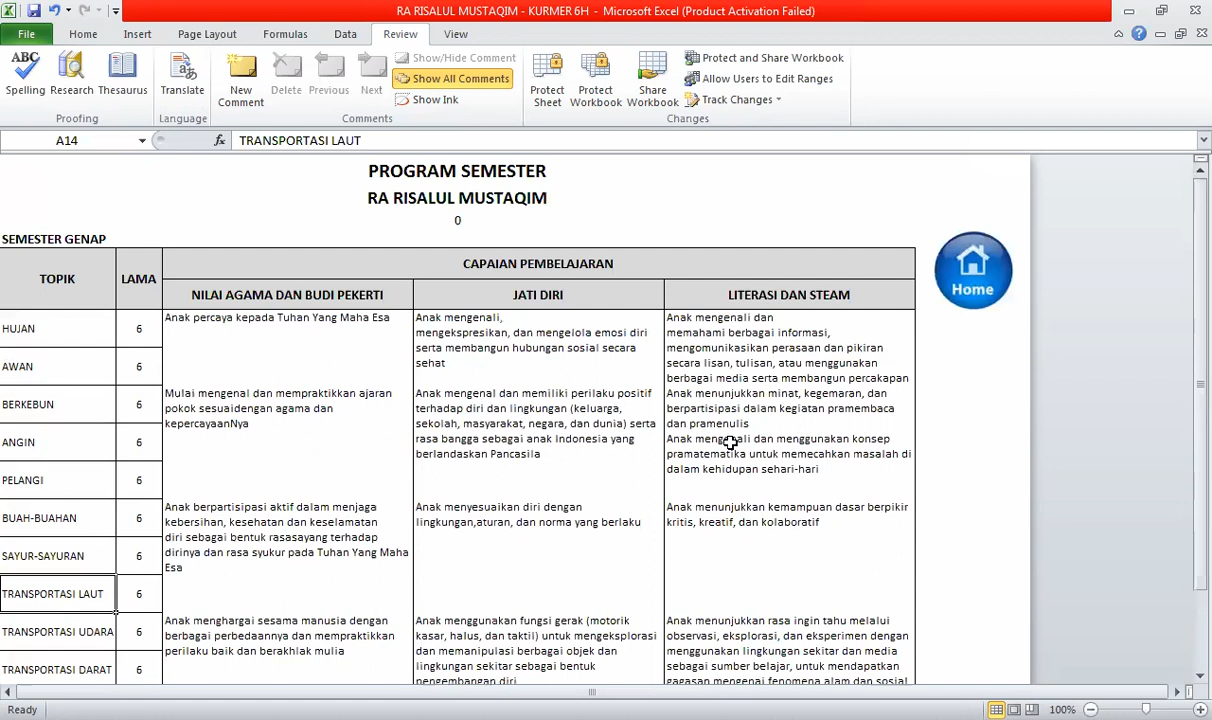 RA RISALUL MUSTAQIM - KURMER 6H - Microsoft Excel (Product Activation Failed)
File Home Insert Page Layout Formulas Data Review View
ABC
Spelling Research Thesaurus
Proofing
Translate
Language
New Comment
Delete Previous Next
Show/Hide Comment
Show All Comments
Show Ink
Comments
Protect Sheet
Protect Workbook
Share Workbook
Protect and Share Workbook
Allow Users to Edit Ranges
Track Changes
Changes
A14 fx TRANSPORTASI LAUT
PROGRAM SEMESTER
RA RISALUL MUSTAQIM
0
SEMESTER GENAP
Home
TOPIK LAMA CAPAIAN PEMBELAJARAN
NILAI AGAMA DAN BUDI PEKERTI JATI DIRI LITERASI DAN STEAM
HUJAN 6
AWAN 6
BERKEBUN 6
ANGIN 6
PELANGI 6
BUAH-BUAHAN 6
SAYUR-SAYURAN 6
TRANSPORTASI LAUT 6
TRANSPORTASI UDARA 6
TRANSPORTASI DARAT 6
Anak percaya kepada Tuhan Yang Maha Esa
Mulai mengenal dan mempraktikkan ajaran
pokok sesuaidengan agama dan
kepercayaanNya
Anak berpartisipasi aktif dalam menjaga
kebersihan, kesehatan dan keselamatan
diri sebagai bentuk rasasayang terhadap
dirinya dan rasa syukur pada Tuhan Yang Maha
Esa
Anak menghargai sesama manusia dengan
berbagai perbedaannya dan mempraktikkan
perilaku baik dan berakhlak mulia
Anak mengenali,
mengekspresikan, dan mengelola emosi diri
serta membangun hubungan sosial secara
sehat
Anak mengenal dan memiliki perilaku positif
terhadap diri dan lingkungan (keluarga,
sekolah, masyarakat, negara, dan dunia) serta
rasa bangga sebagai anak Indonesia yang
berlandaskan Pancasila
Anak menyesuaikan diri dengan
lingkungan,aturan, dan norma yang berlaku
Anak menggunakan fungsi gerak (motorik
kasar, halus, dan taktil) untuk mengeksplorasi
dan memanipulasi berbagai objek dan
lingkungan sekitar sebagai bentuk
pengembangan diri
Anak mengenali dan
memahami berbagai informasi,
mengomunikasikan perasaan dan pikiran
secara lisan, tulisan, atau menggunakan
berbagai media serta membangun percakapan
Anak menunjukkan minat, kegemaran, dan
berpartisipasi dalam kegiatan pramembaca
dan pramenulis
Anak mengenali dan menggunakan konsep
pramatematika untuk memecahkan masalah di
dalam kehidupan sehari-hari
Anak menunjukkan kemampuan dasar berpikir
kritis, kreatif, dan kolaboratif
Anak menunjukkan rasa ingin tahu melalui
observasi, eksplorasi, dan eksperimen dengan
menggunakan lingkungan sekitar dan media
sebagai sumber belajar, untuk mendapatkan
gagasan mengenai fenomena alam dan sosial
Ready 100%